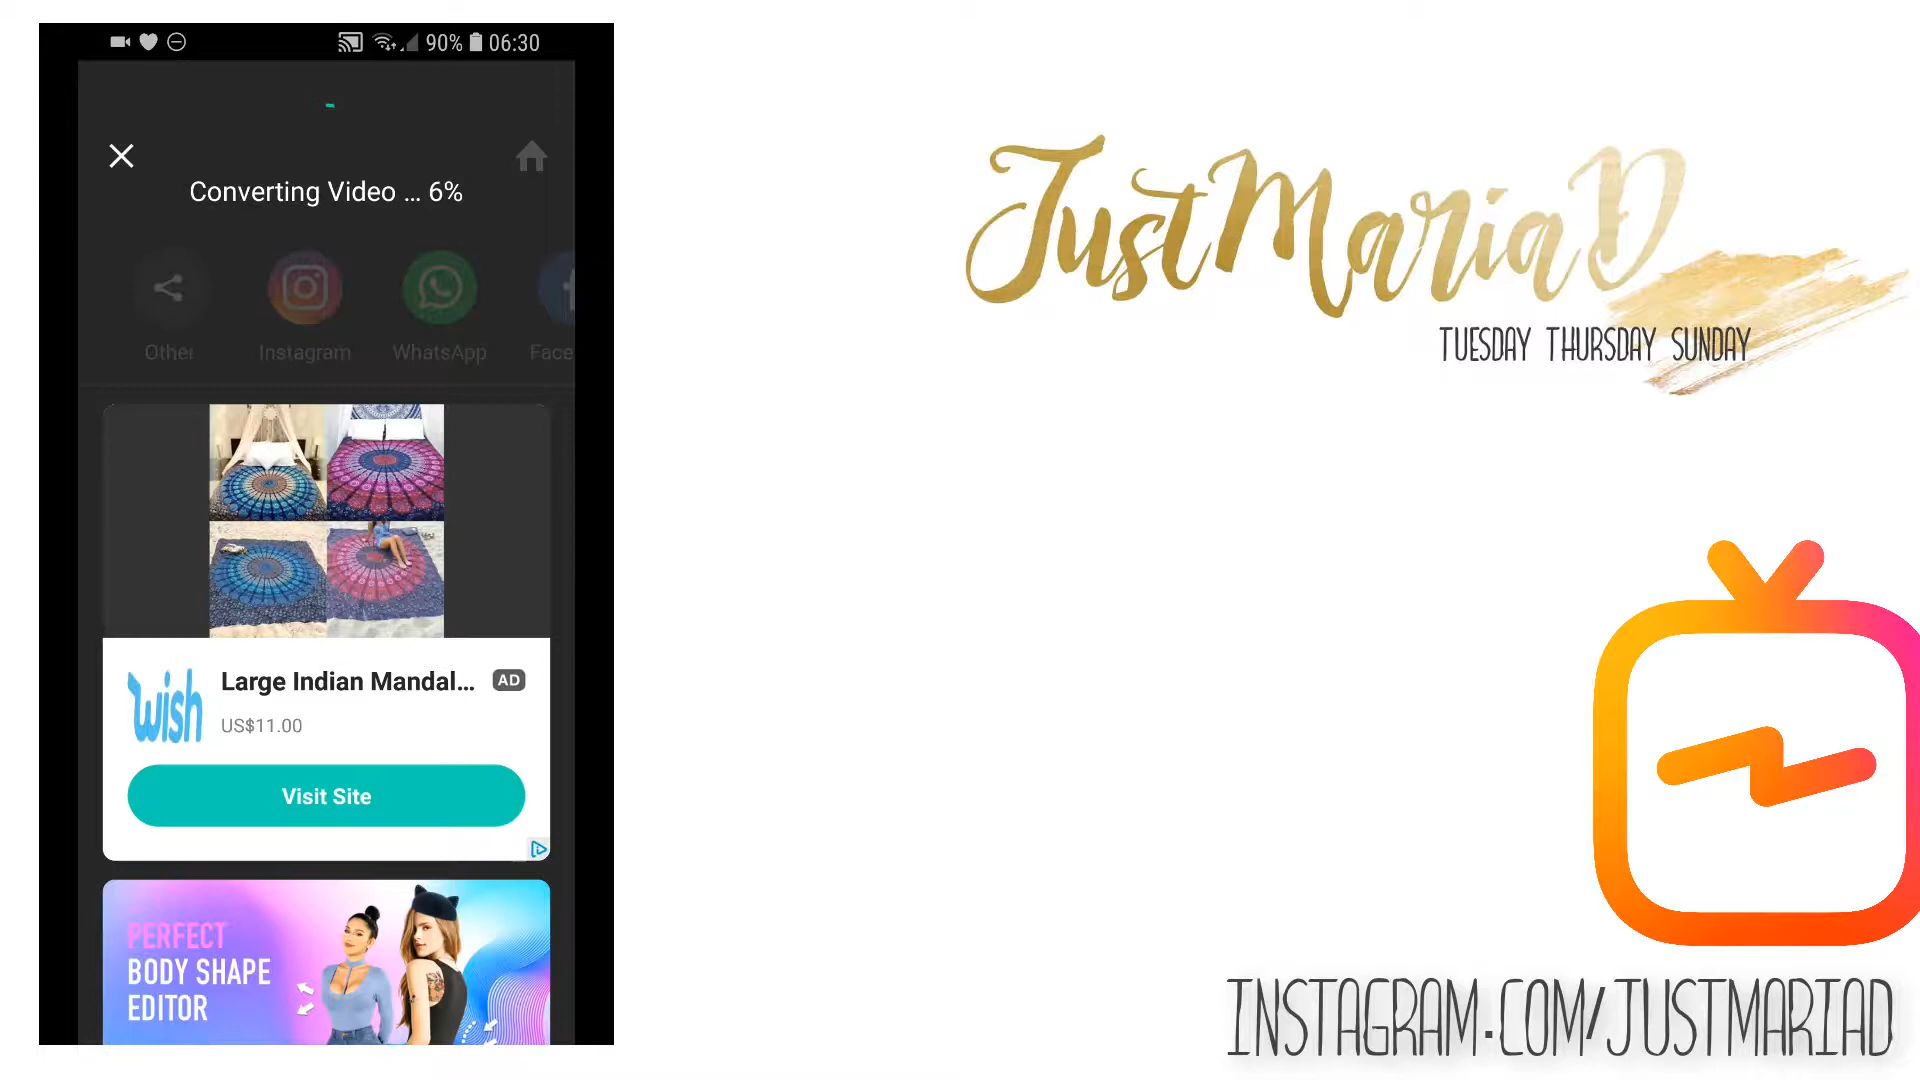 90% 06:30
Converting Video ... 6%
Other Instagram WhatsApp Face
wish
Large Indian Mandal... AD
US$11.00
Visit Site
PERFECT
BODY SHAPE
EDITOR
JustMariaD
TUESDAY THURSDAY SUNDAY
INSTAGRAM.COM/JUSTMARIAD